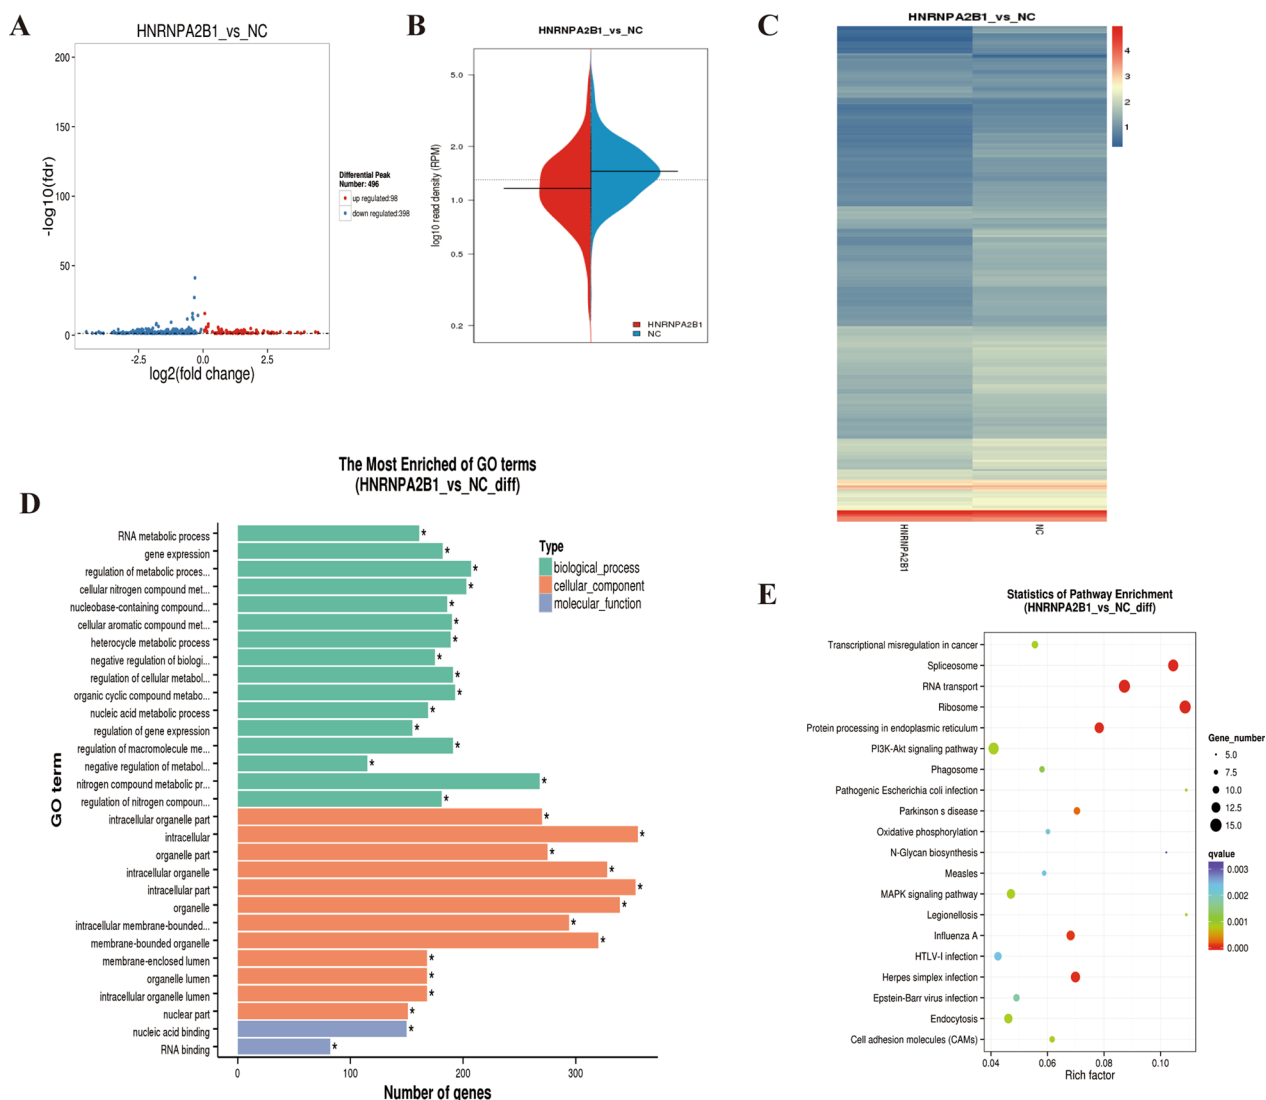 A
HNRNPA2B1_vs_NC
200
150
100
50
0
-log10(fdr)
-2.5
0.0
2.5
log2(fold change)
Differential Peak
Number: 496
up regulated:98
down regulated:398
B
HNRNPA2B1_vs_NC
5.0
2.0
1.0
0.5
0.2
log10 read density (RPM)
HNRNPA2B1
NC
C
HNRNPA2B1_vs_NC
4
3
2
1
HNRNPA2B1
NC
D
The Most Enriched of GO terms
(HNRNPA2B1_vs_NC_diff)
GO term
RNA metabolic process
gene expression
regulation of metabolic proces...
cellular nitrogen compound met...
nucleobase-containing compound...
cellular aromatic compound met...
heterocycle metabolic process
negative regulation of biologi...
regulation of cellular metabol...
organic cyclic compound metabo...
nucleic acid metabolic process
regulation of gene expression
regulation of macromolecule me...
negative regulation of metabol...
nitrogen compound metabolic pr...
regulation of nitrogen compoun...
intracellular organelle part
intracellular
organelle part
intracellular organelle
intracellular part
organelle
intracellular membrane-bounded...
membrane-bounded organelle
membrane-enclosed lumen
organelle lumen
intracellular organelle lumen
nuclear part
nucleic acid binding
RNA binding
0
100
200
300
Number of genes
Type
biological_process
cellular_component
molecular_function
E
Statistics of Pathway Enrichment
(HNRNPA2B1_vs_NC_diff)
Transcriptional misregulation in cancer
Spliceosome
RNA transport
Ribosome
Protein processing in endoplasmic reticulum
PI3K-Akt signaling pathway
Phagosome
Pathogenic Escherichia coli infection
Parkinson s disease
Oxidative phosphorylation
N-Glycan biosynthesis
Measles
MAPK signaling pathway
Legionellosis
Influenza A
HTLV-I infection
Herpes simplex infection
Epstein-Barr virus infection
Endocytosis
Cell adhesion molecules (CAMs)
0.04
0.06
0.08
0.10
Rich factor
Gene_number
5.0
7.5
10.0
12.5
15.0
qvalue
0.003
0.002
0.001
0.000